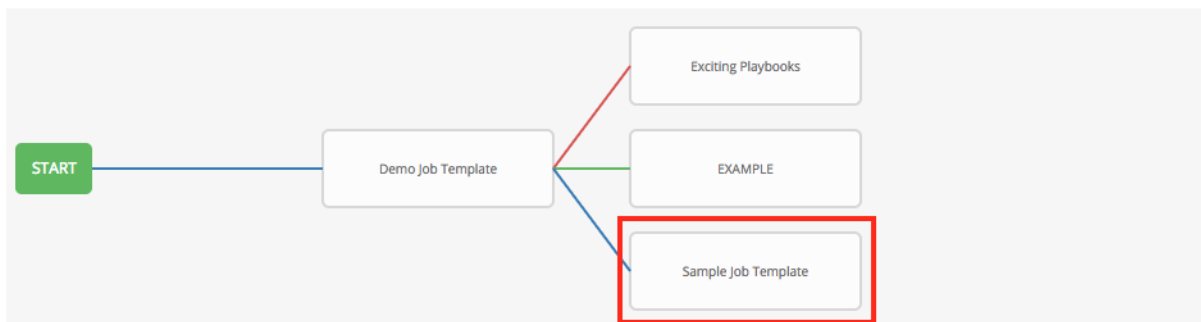 Exciting Playbooks
START
Demo Job Template
EXAMPLE
Sample Job Template